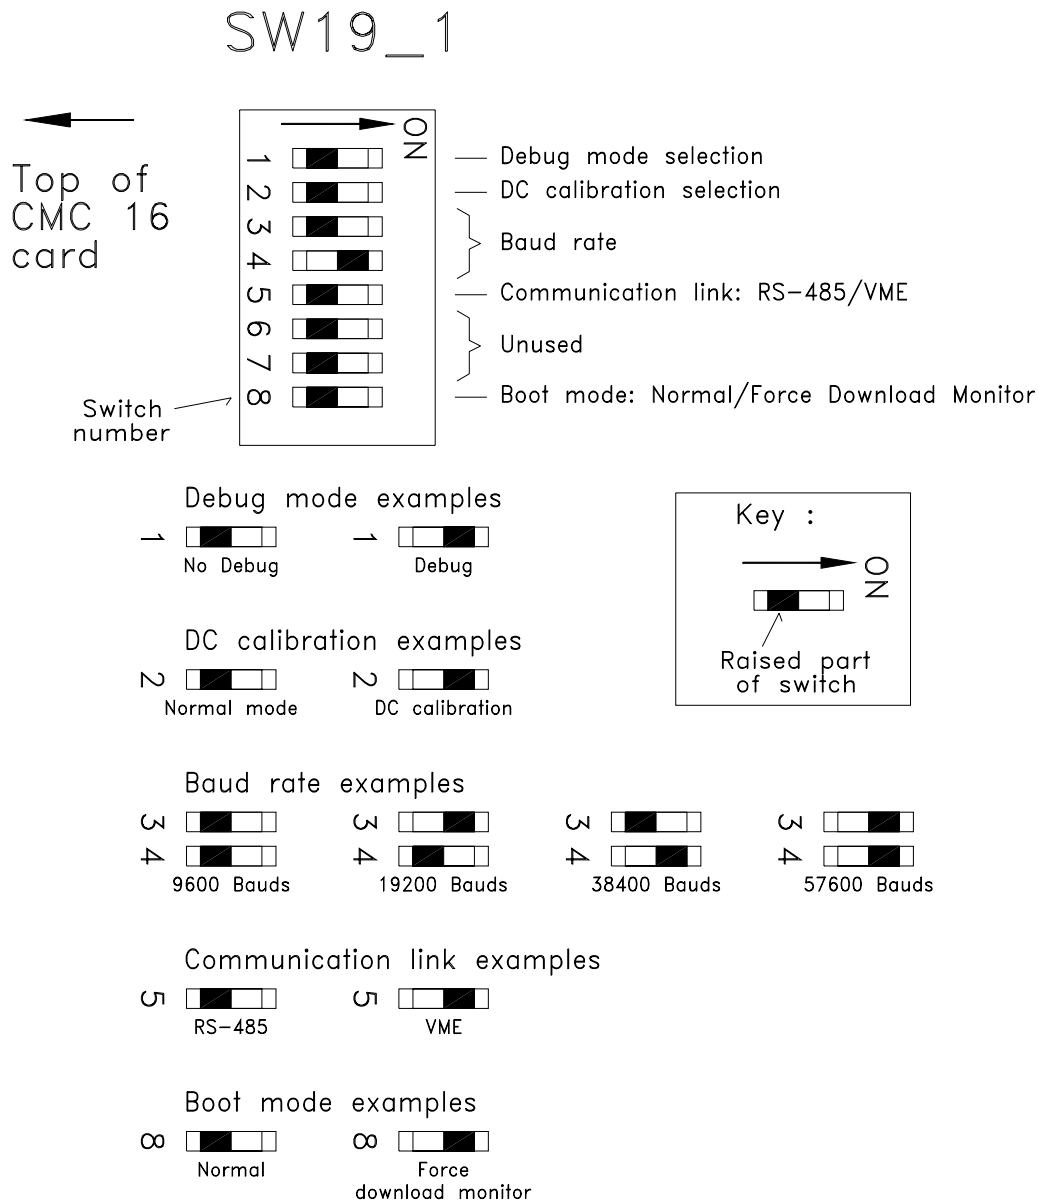 SW19_1
Top of
CMC 16
card
ON
1
Debug mode selection
2
DC calibration selection
3
4
Baud rate
5
Communication link: RS-485/VME
6
7
Unused
8
Boot mode: Normal/Force Download Monitor
Switch
number
Debug mode examples
1
No Debug
1
Debug
Key :
ON
Raised part
of switch
DC calibration examples
2
Normal mode
2
DC calibration
Baud rate examples
3
4
9600 Bauds
3
4
19200 Bauds
3
4
38400 Bauds
3
4
57600 Bauds
Communication link examples
5
RS-485
5
VME
Boot mode examples
8
Normal
8
Force
download monitor